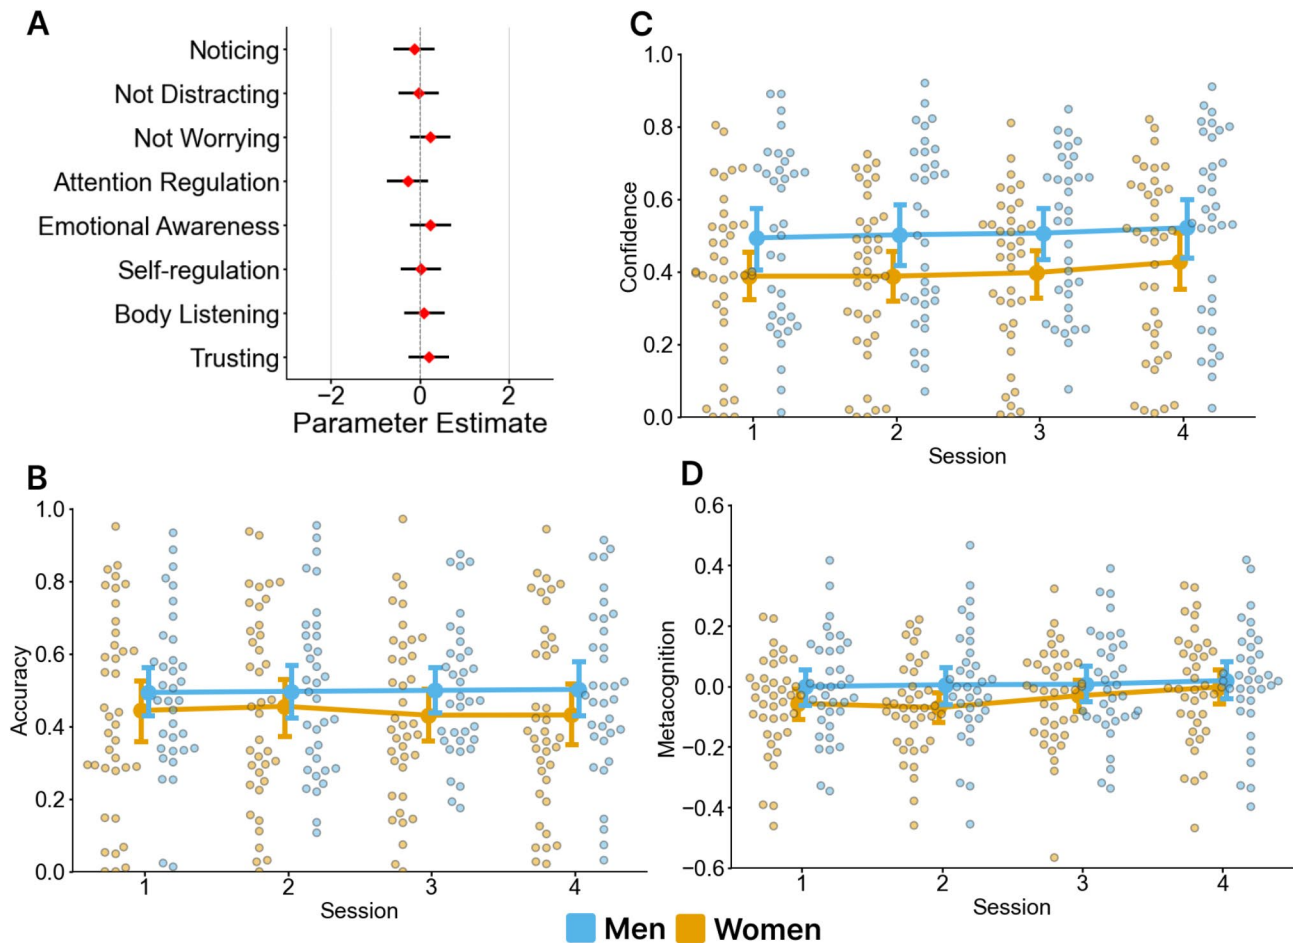 A
Noticing
Not Distracting
Not Worrying
Attention Regulation
Emotional Awareness
Self-regulation
Body Listening
Trusting
−2 0 2
Parameter Estimate
C
1.0
0.8
0.6
0.4
0.2
0.0
Confidence
1 2 3 4
Session
B
1.0
0.8
0.6
0.4
0.2
0.0
Accuracy
1 2 3 4
Session
D
0.6
0.4
0.2
0.0
−0.2
−0.4
−0.6
Metacognition
1 2 3 4
Session
Men Women